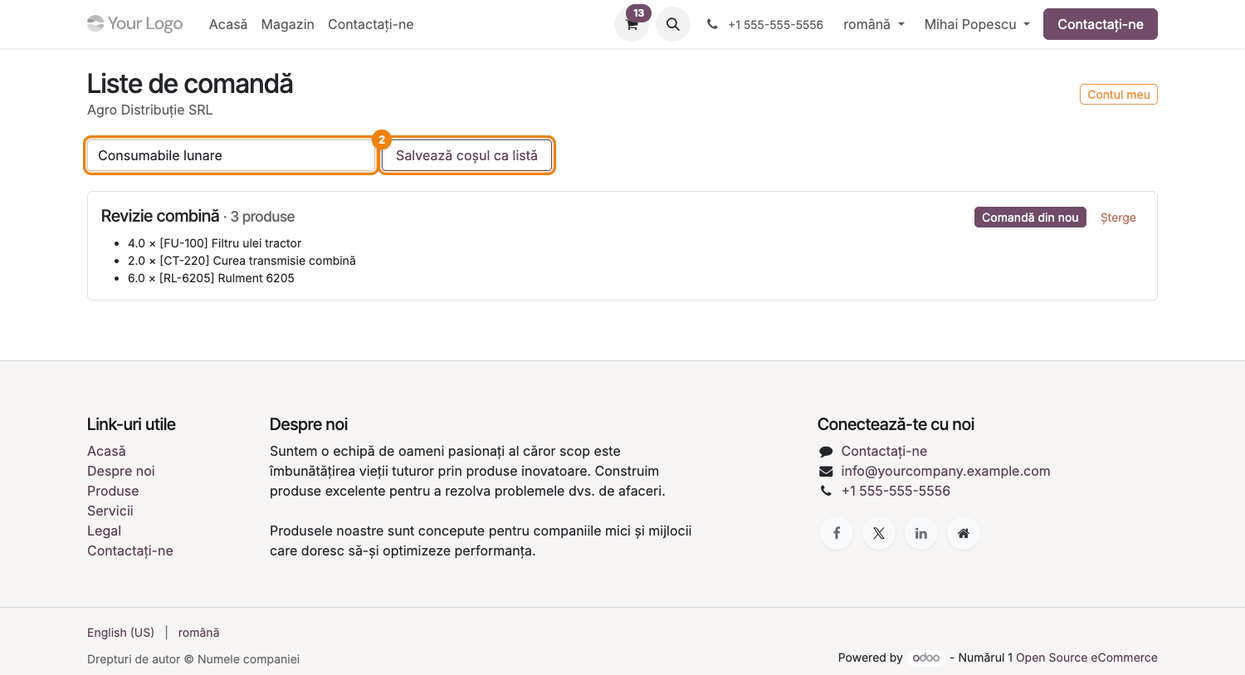 Your Logo
Acasă Magazin Contactați-ne
13
+1 555-555-5556
română
Mihai Popescu
Contactați-ne
Liste de comandă
Agro Distribuție SRL
Contul meu
2
Consumabile lunare
Salvează coșul ca listă
Revizie combină · 3 produse
Comandă din nou
Șterge
4.0 × [FU-100] Filtru ulei tractor
2.0 × [CT-220] Curea transmisie combină
6.0 × [RL-6205] Rulment 6205
Link-uri utile
Acasă
Despre noi
Produse
Servicii
Legal
Contactați-ne
Despre noi
Suntem o echipă de oameni pasionați al căror scop este
îmbunătățirea vieții tuturor prin produse inovatoare. Construim
produse excelente pentru a rezolva problemele dvs. de afaceri.
Produsele noastre sunt concepute pentru companiile mici și mijlocii
care doresc să-și optimizeze performanța.
Conectează-te cu noi
Contactați-ne
info@yourcompany.example.com
+1 555-555-5556
English (US) | română
Drepturi de autor © Numele companiei
Powered by odoo - Numărul 1 Open Source eCommerce